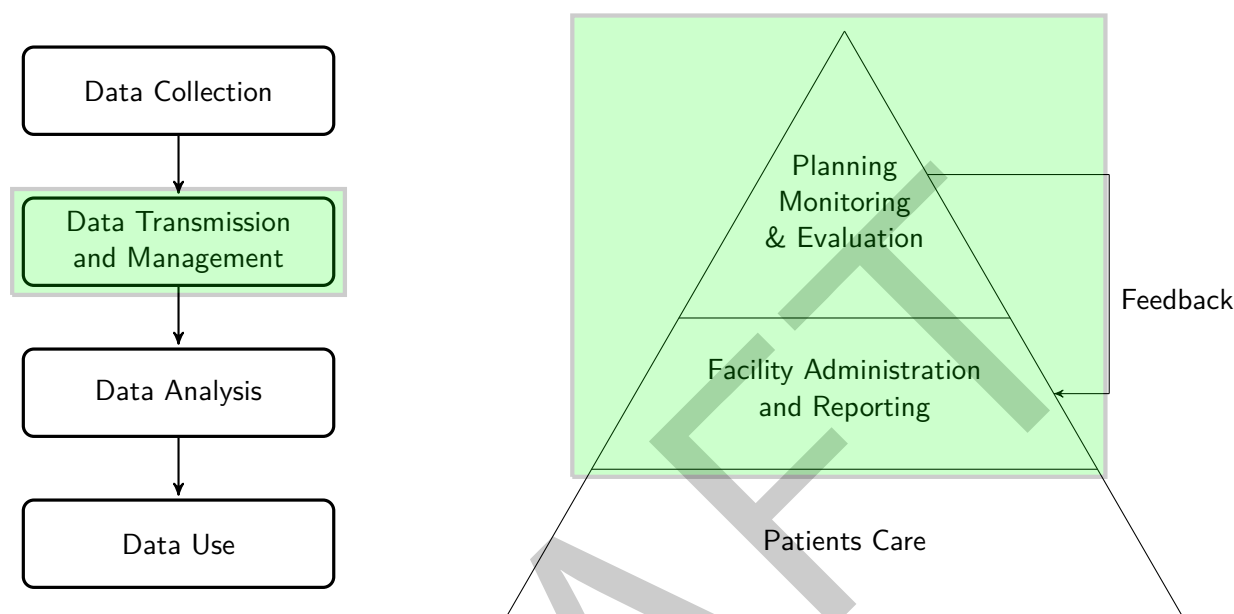 Data Collection
Data Transmission
and Management
Data Analysis
Data Use
Planning
Monitoring
& Evaluation
Facility Administration
and Reporting
Patients Care
Feedback